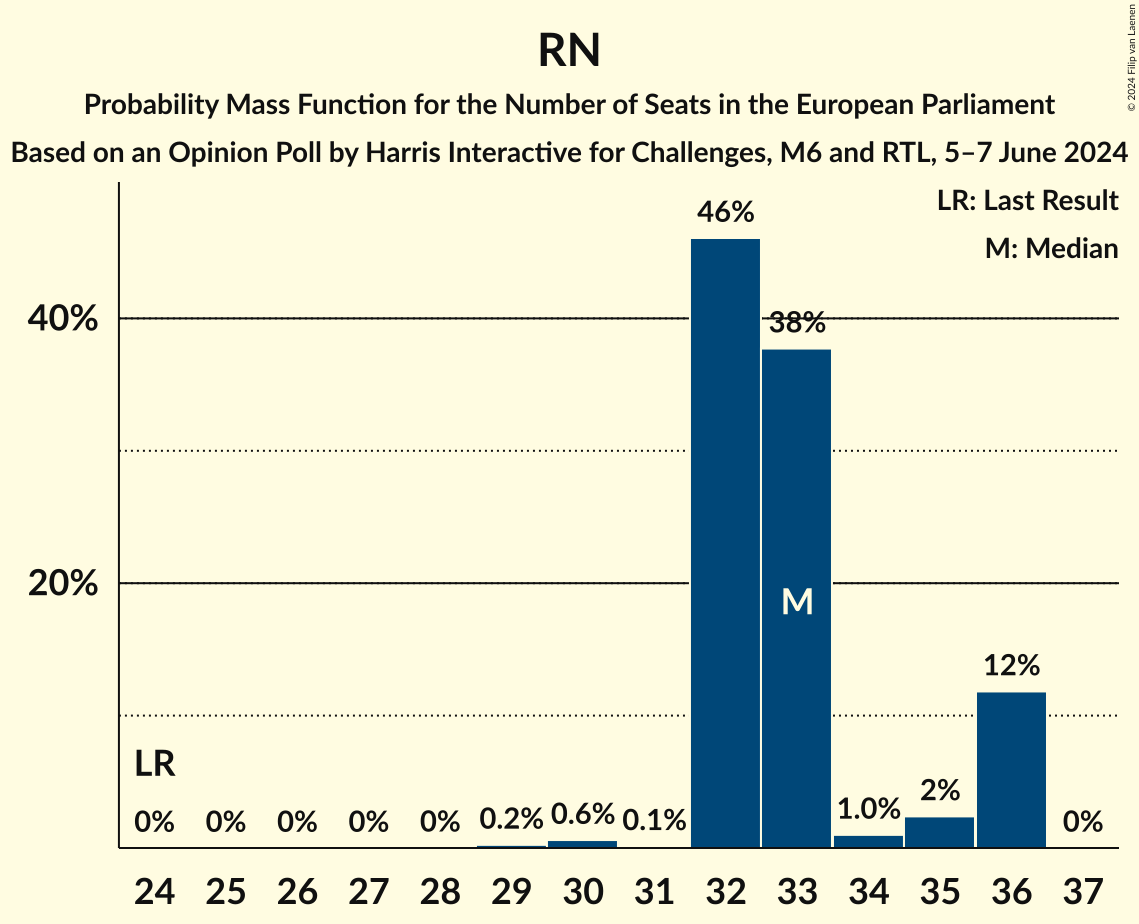 RN
Probability Mass Function for the Number of Seats in the European Parliament
Based on an Opinion Poll by Harris Interactive for Challenges, M6 and RTL, 5–7 June 2024
© 2024 Filip van Laenen
LR: Last Result
M: Median
46%
40%
38%
20%
M
12%
LR
0% 0% 0% 0% 0% 0.2% 0.6% 0.1% 1.0% 2% 0%
24 25 26 27 28 29 30 31 32 33 34 35 36 37